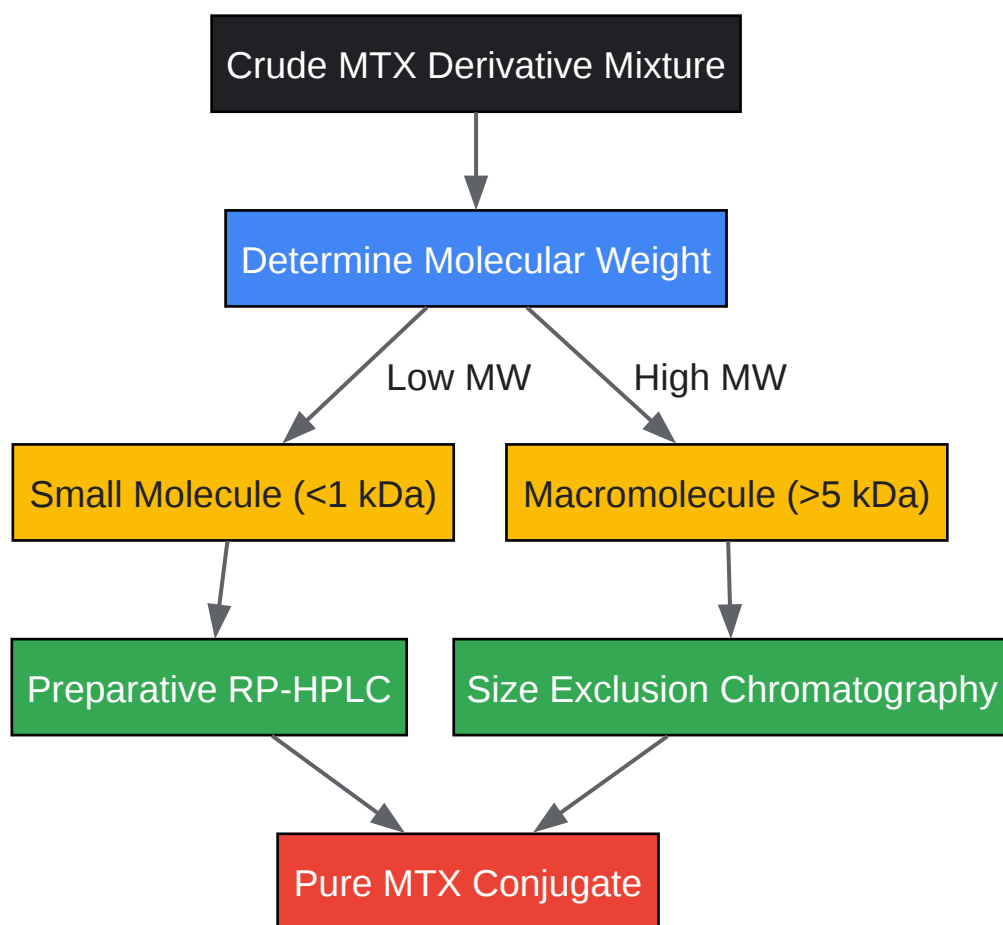 Crude MTX Derivative Mixture
Determine Molecular Weight
Low MW
High MW
Small Molecule (<1 kDa)
Macromolecule (>5 kDa)
Preparative RP-HPLC
Size Exclusion Chromatography
Pure MTX Conjugate